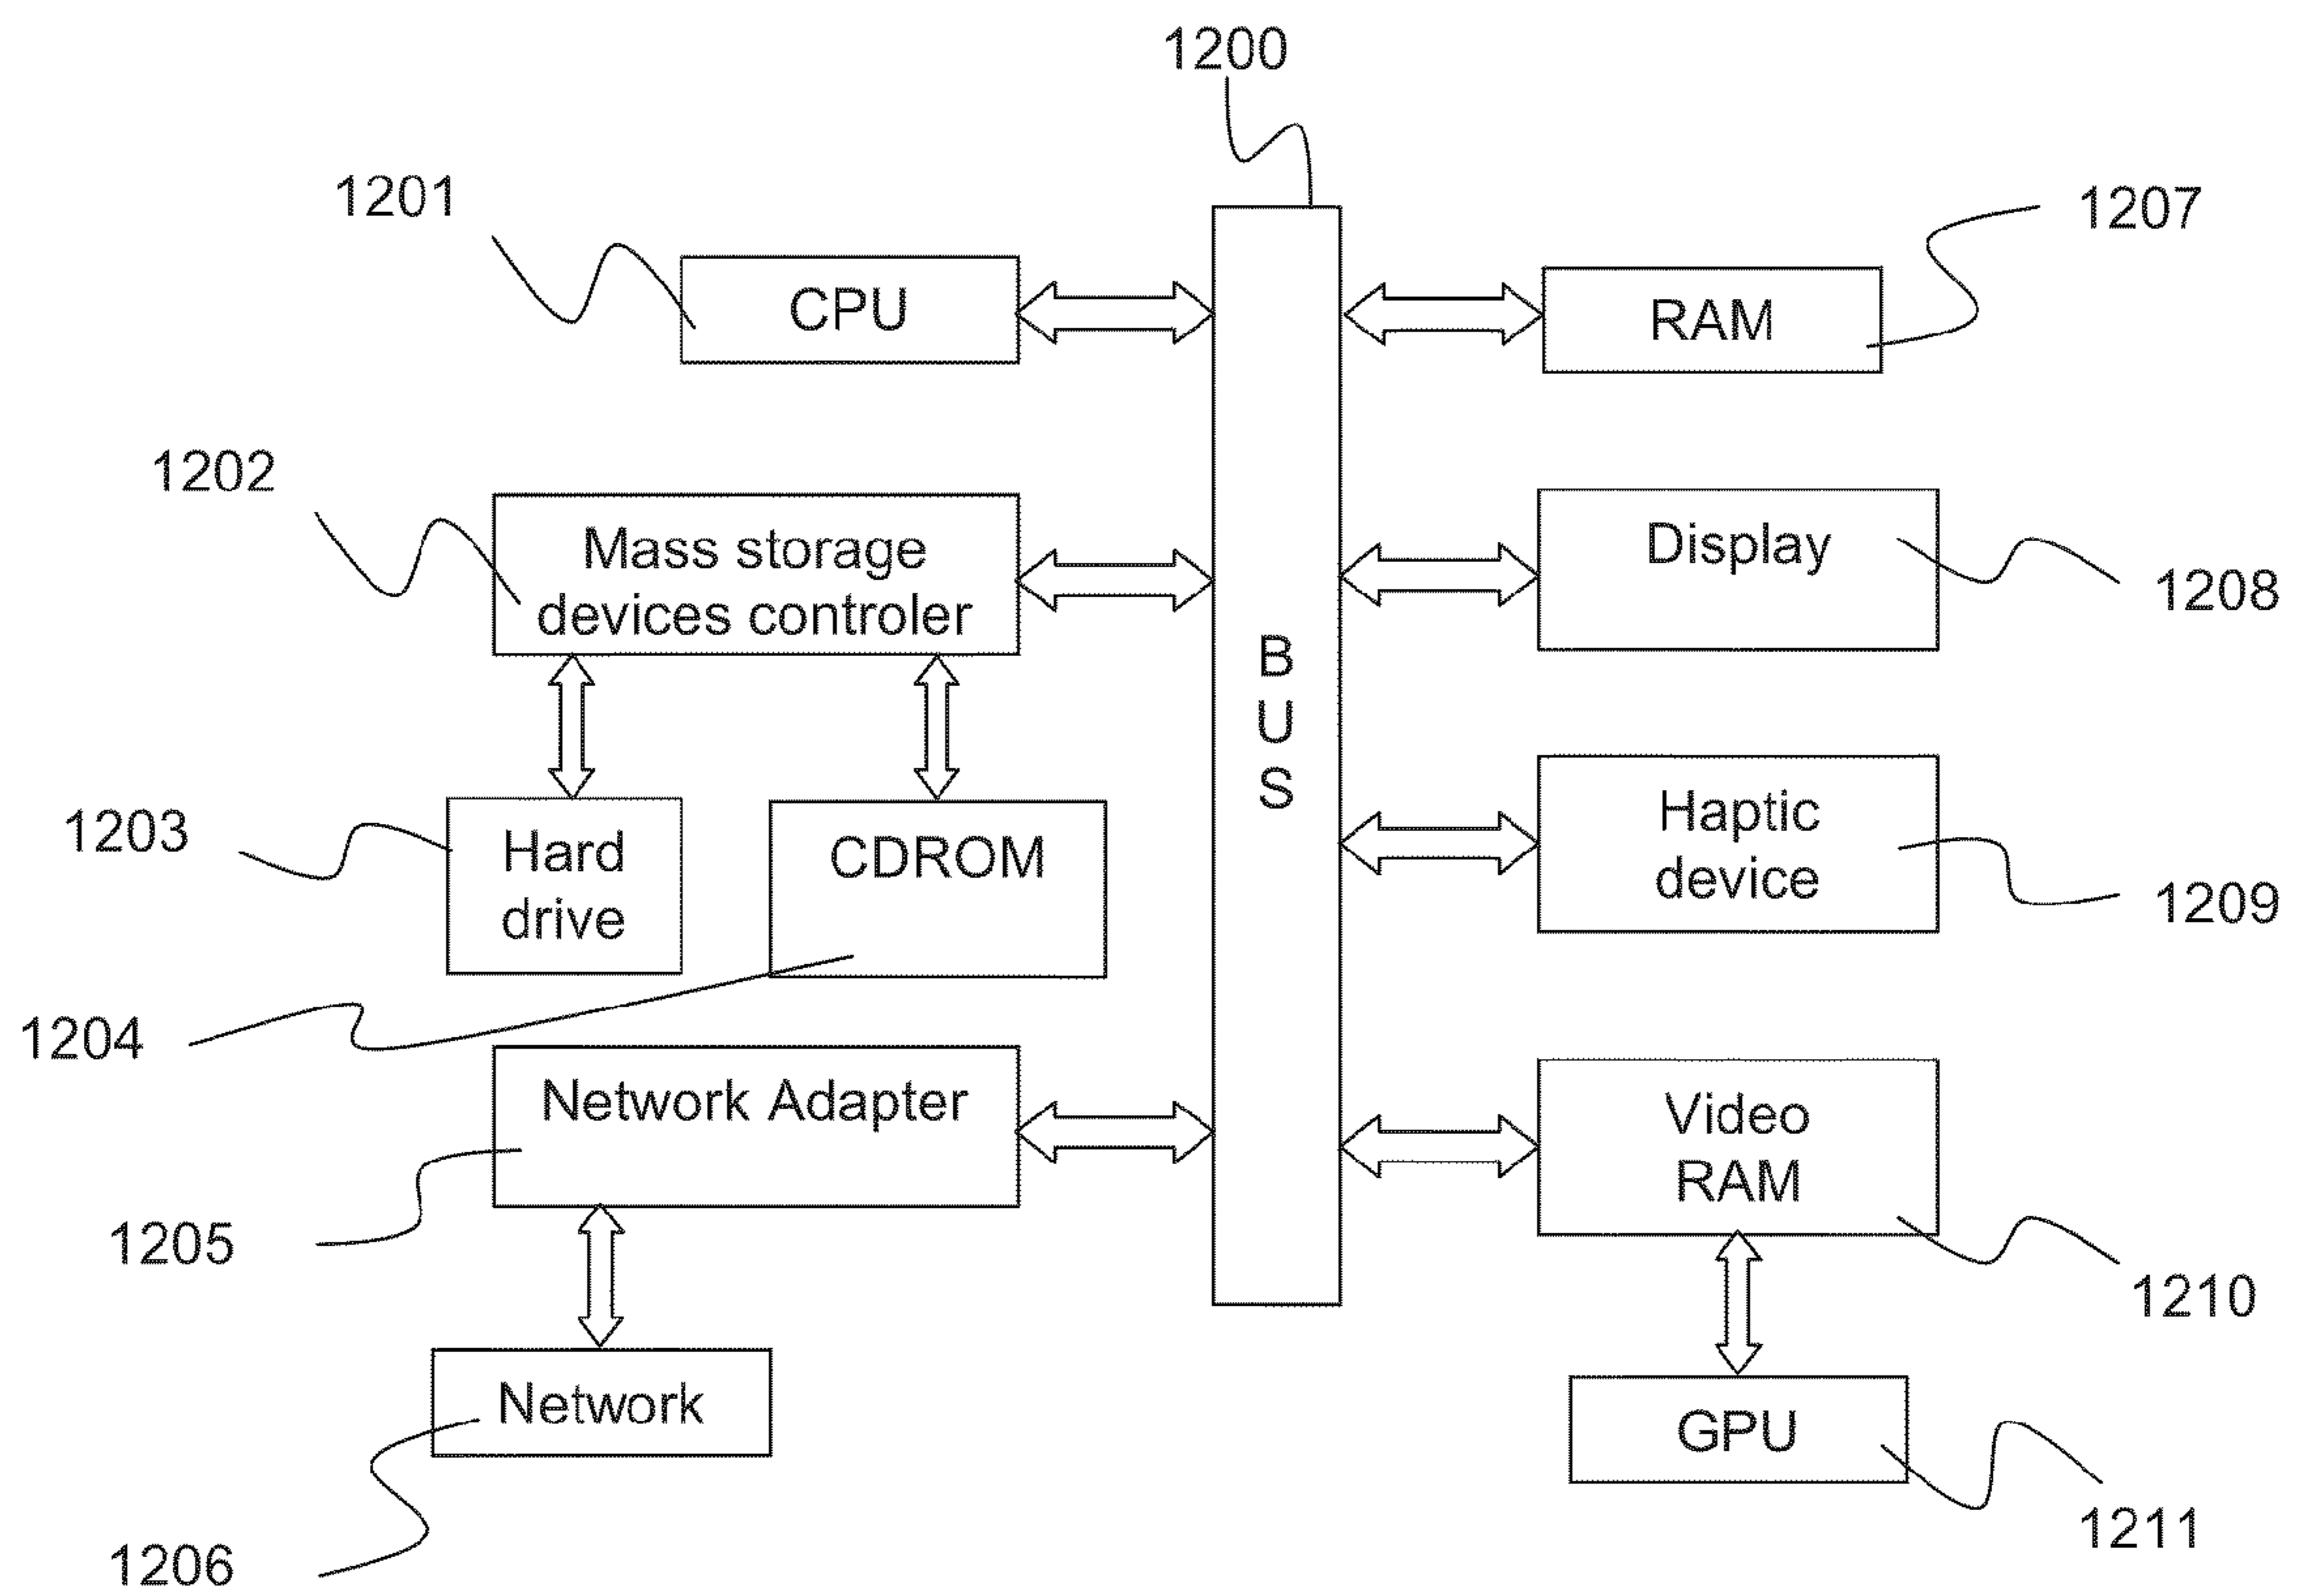 1200
1201
CPU
RAM
1207
1202
Mass storage
devices controler
Display
1208
B
U
S
1203
Hard
drive
CDROM
Haptic
device
1209
1204
Network Adapter
Video
RAM
1205
1210
Network
GPU
1206
1211